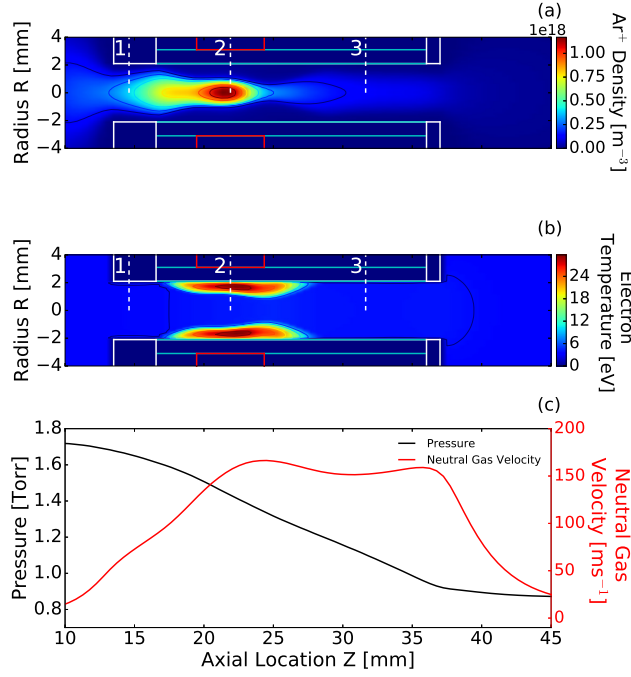 (a)
1e18
4
2
0
−2
−4
Radius R [mm]
1
2
3
1.00
0.75
0.50
0.25
0.00
Ar+ Density [m−3]
(b)
4
2
0
−2
−4
Radius R [mm]
1
2
3
24
18
12
6
0
Electron
Temperature [eV]
(c)
1.8
1.6
1.4
1.2
1.0
0.8
Pressure [Torr]
Pressure
Neutral Gas Velocity
200
150
100
50
0
Neutral Gas
Velocity [ms−1]
10 15 20 25 30 35 40 45
Axial Location Z [mm]